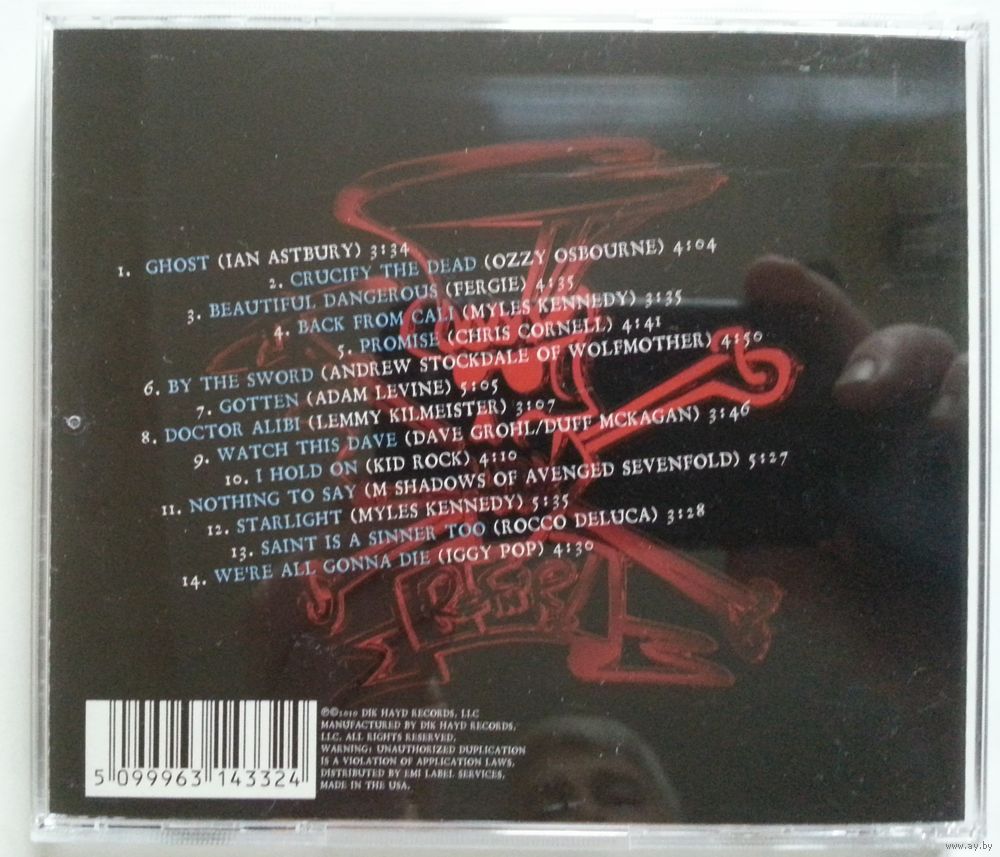 1. GHOST (IAN ASTBURY) 3:34
2. CRUCIFY THE DEAD (OZZY OSBOURNE) 4:04
3. BEAUTIFUL DANGEROUS (FERGIE) 4:35
4. BACK FROM CALI (MYLES KENNEDY) 3:35
5. PROMISE (CHRIS CORNELL) 4:41
6. BY THE SWORD (ANDREW STOCKDALE OF WOLFMOTHER) 4:50
7. GOTTEN (ADAM LEVINE) 5:05
8. DOCTOR ALIBI (LEMMY KILMEISTER) 3:07
9. WATCH THIS DAVE (DAVE GROHL/DUFF MCKAGAN) 3:46
10. I HOLD ON (KID ROCK) 4:10
11. NOTHING TO SAY (M SHADOWS OF AVENGED SEVENFOLD) 5:27
12. STARLIGHT (MYLES KENNEDY) 5:35
13. SAINT IS A SINNER TOO (ROCCO DELUCA) 3:28
14. WE'RE ALL GONNA DIE (IGGY POP) 4:30
℗©2010 DIK HAYD RECORDS, LLC
MANUFACTURED BY DIK HAYD RECORDS,
LLC. ALL RIGHTS RESERVED.
WARNING: UNAUTHORIZED DUPLICATION
IS A VIOLATION OF APPLICATION LAWS.
DISTRIBUTED BY EMI LABEL SERVICES.
MADE IN THE USA.
5 099963 143324
www.ay.by